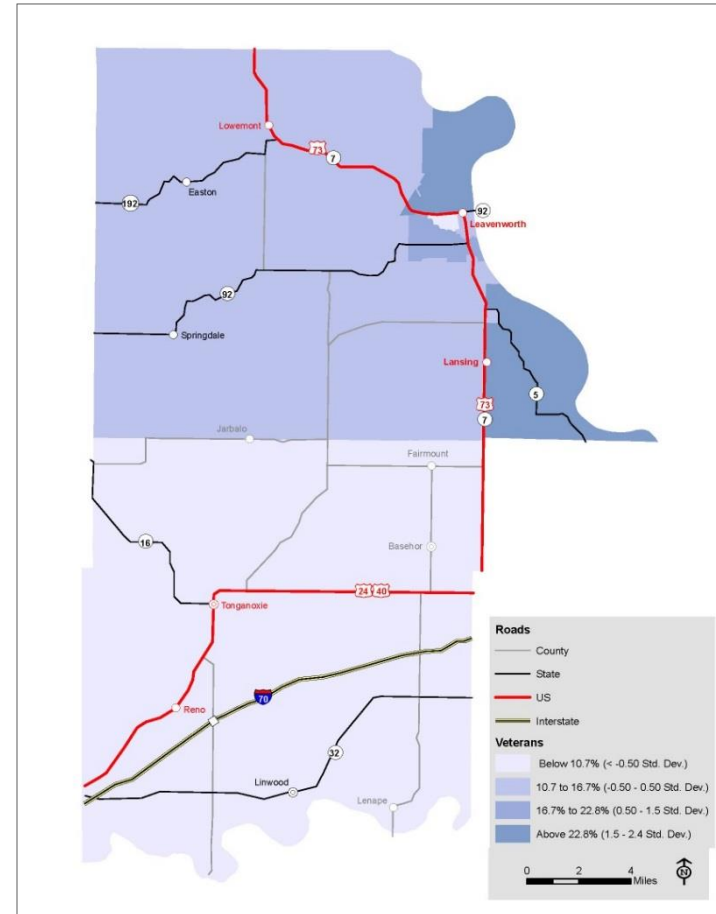 Lowemont
73
7
Easton
192
92
Leavenworth
92
Springdale
Lansing
73
7
5
Jarbalo
Fairmount
Basehor
16
24 40
Tonganoxie
Roads
County
State
US
Interstate
Veterans
Below 10.7% (< -0.50 Std. Dev.)
10.7 to 16.7% (-0.50 - 0.50 Std. Dev.)
16.7% to 22.8% (0.50 - 1.5 Std. Dev.)
Above 22.8% (1.5 - 2.4 Std. Dev.)
70
Reno
32
Linwood
Lenape
0 2 4
Miles
N